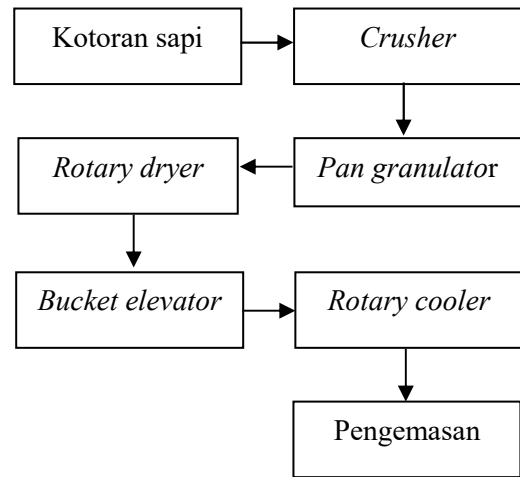 Kotoran sapi
Crusher
Pan granulator
Rotary dryer
Bucket elevator
Rotary cooler
Pengemasan